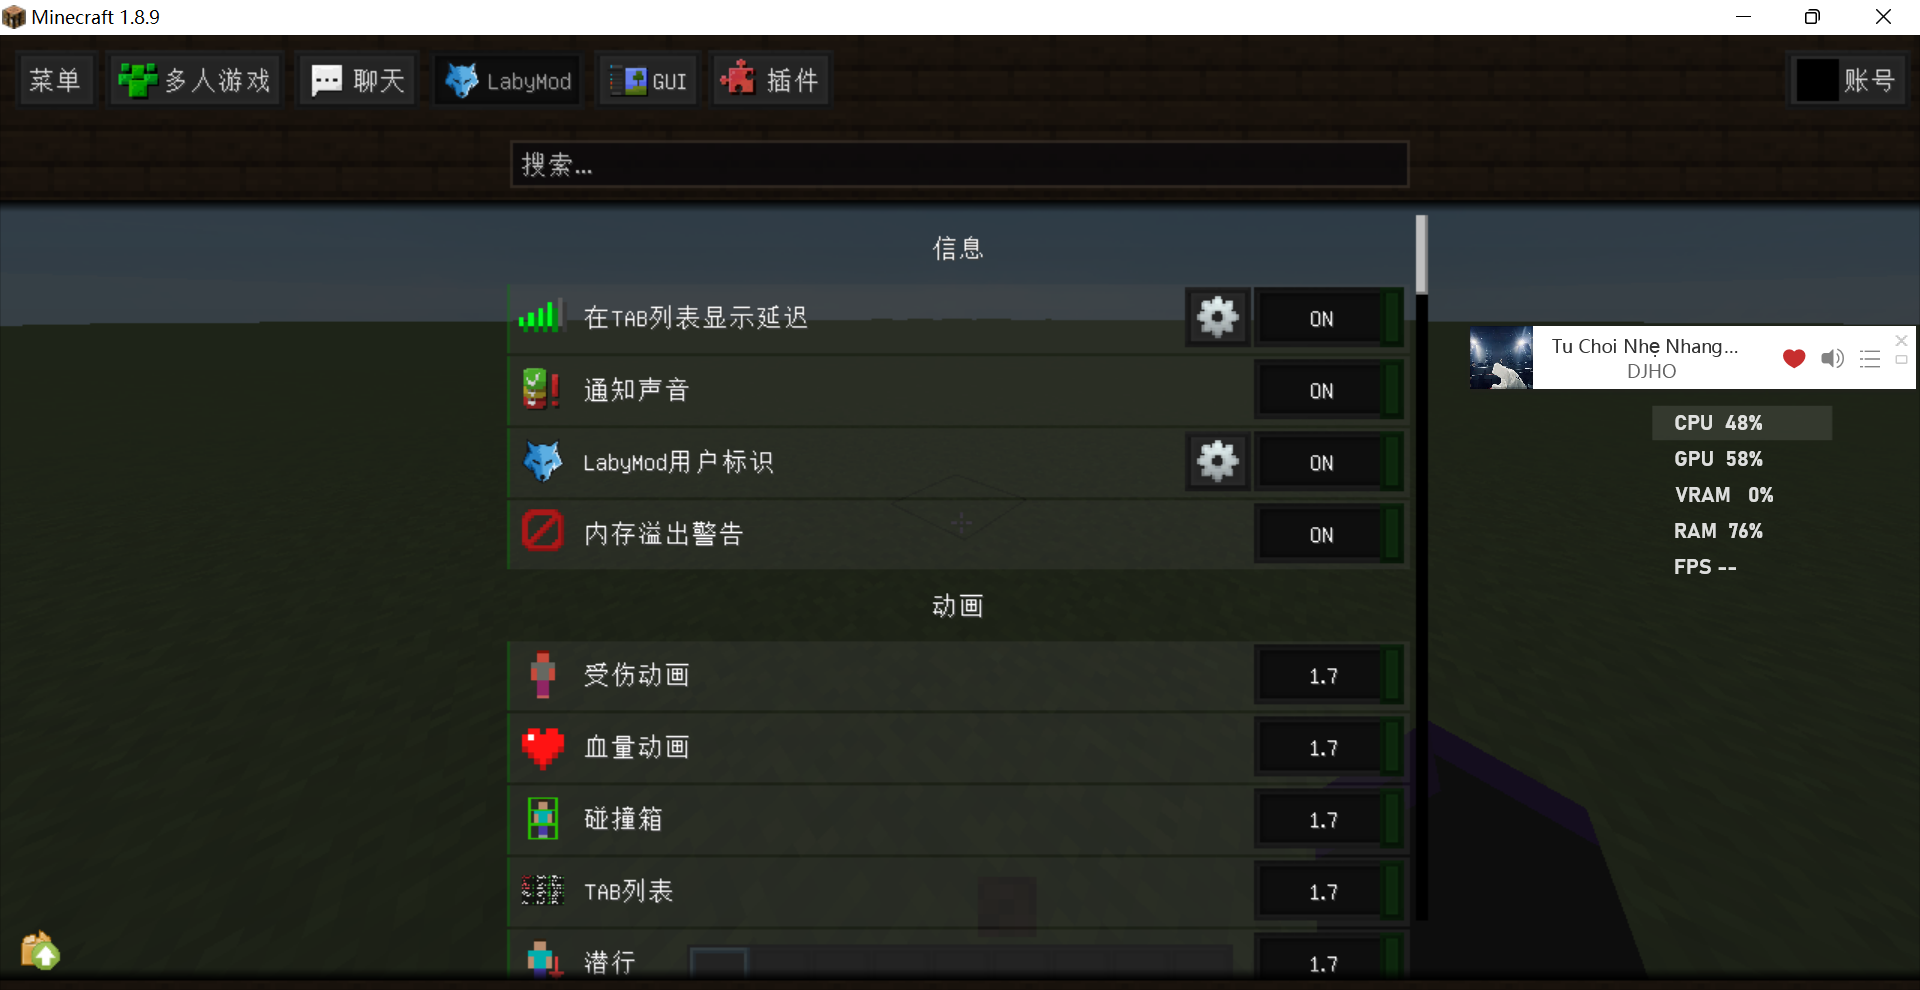 Minecraft 1.8.9
菜单
多人游戏
聊天
LabyMod
GUI
插件
账号
搜索...
信息
在TAB列表显示延迟
ON
通知声音
ON
LabyMod用户标识
ON
内存溢出警告
ON
动画
受伤动画
1.7
血量动画
1.7
碰撞箱
1.7
TAB列表
1.7
潜行
1.7
Tu Choi Nhẹ Nhang...
DJHO
CPU 48%
GPU 58%
VRAM 0%
RAM 76%
FPS --